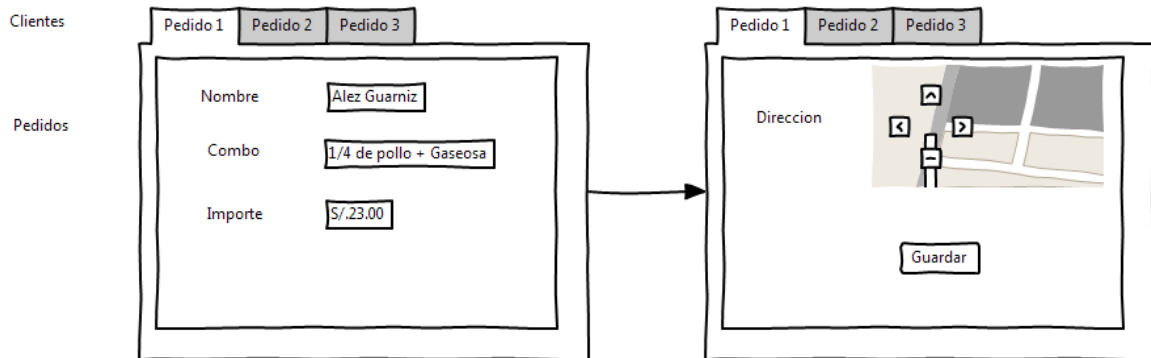 Clientes
Pedidos
Pedido 1
Pedido 2
Pedido 3
Nombre
Alez Guarniz
Combo
1/4 de pollo + Gaseosa
Importe
S/.23.00
Pedido 1
Pedido 2
Pedido 3
Direccion
Guardar